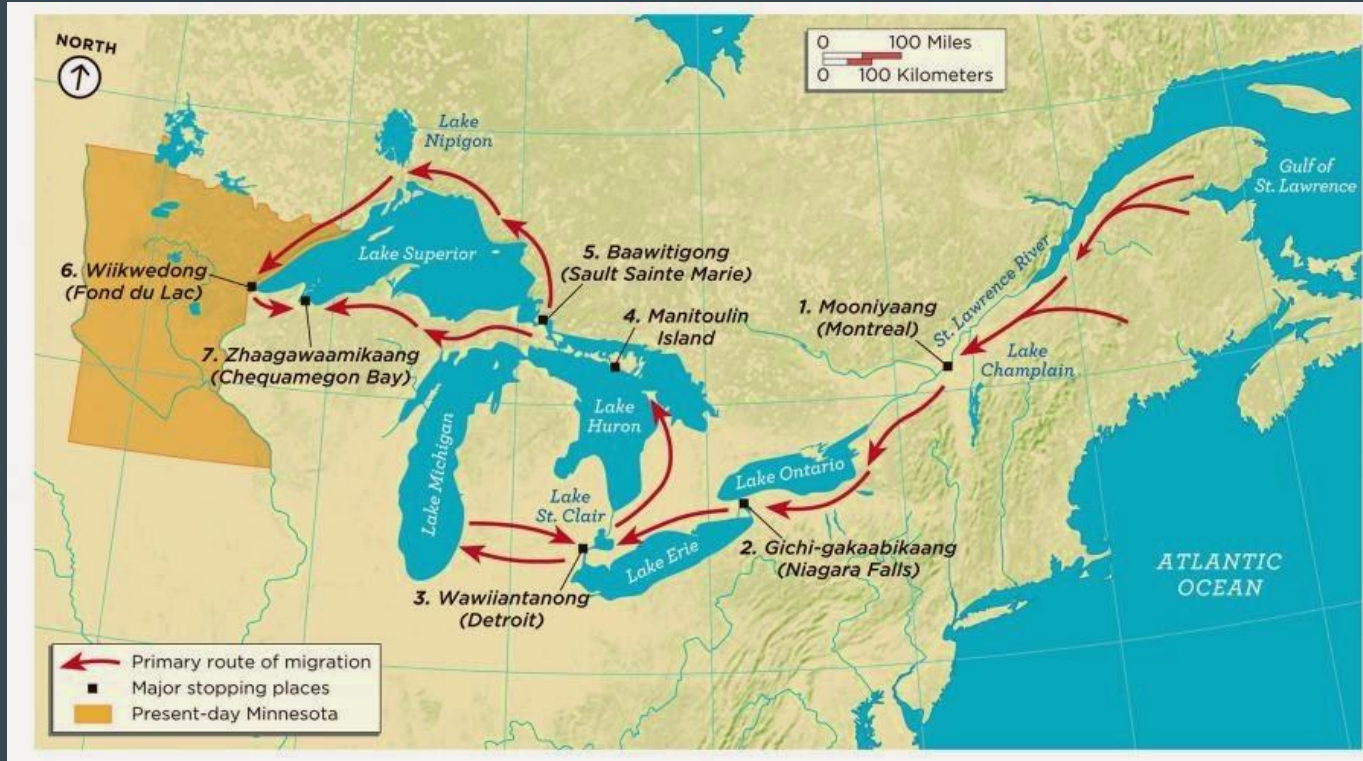 NORTH
0 100 Miles
0 100 Kilometers
Lake
Nipigon
Gulf of
St. Lawrence
Lake Superior
5. Baawitigong
(Sault Sainte Marie)
6. Wiikwedong
(Fond du Lac)
4. Manitoulin
Island
1. Mooniyaang
(Montreal)
St. Lawrence River
Lake
Champlain
7. Zhaagawaamikaang
(Chequamegon Bay)
Lake
Huron
Lake Michigan
Lake Ontario
Lake
St. Clair
Lake Erie
2. Gichi-gakaabikaang
(Niagara Falls)
3. Wawiiantanong
(Detroit)
ATLANTIC
OCEAN
Primary route of migration
Major stopping places
Present-day Minnesota